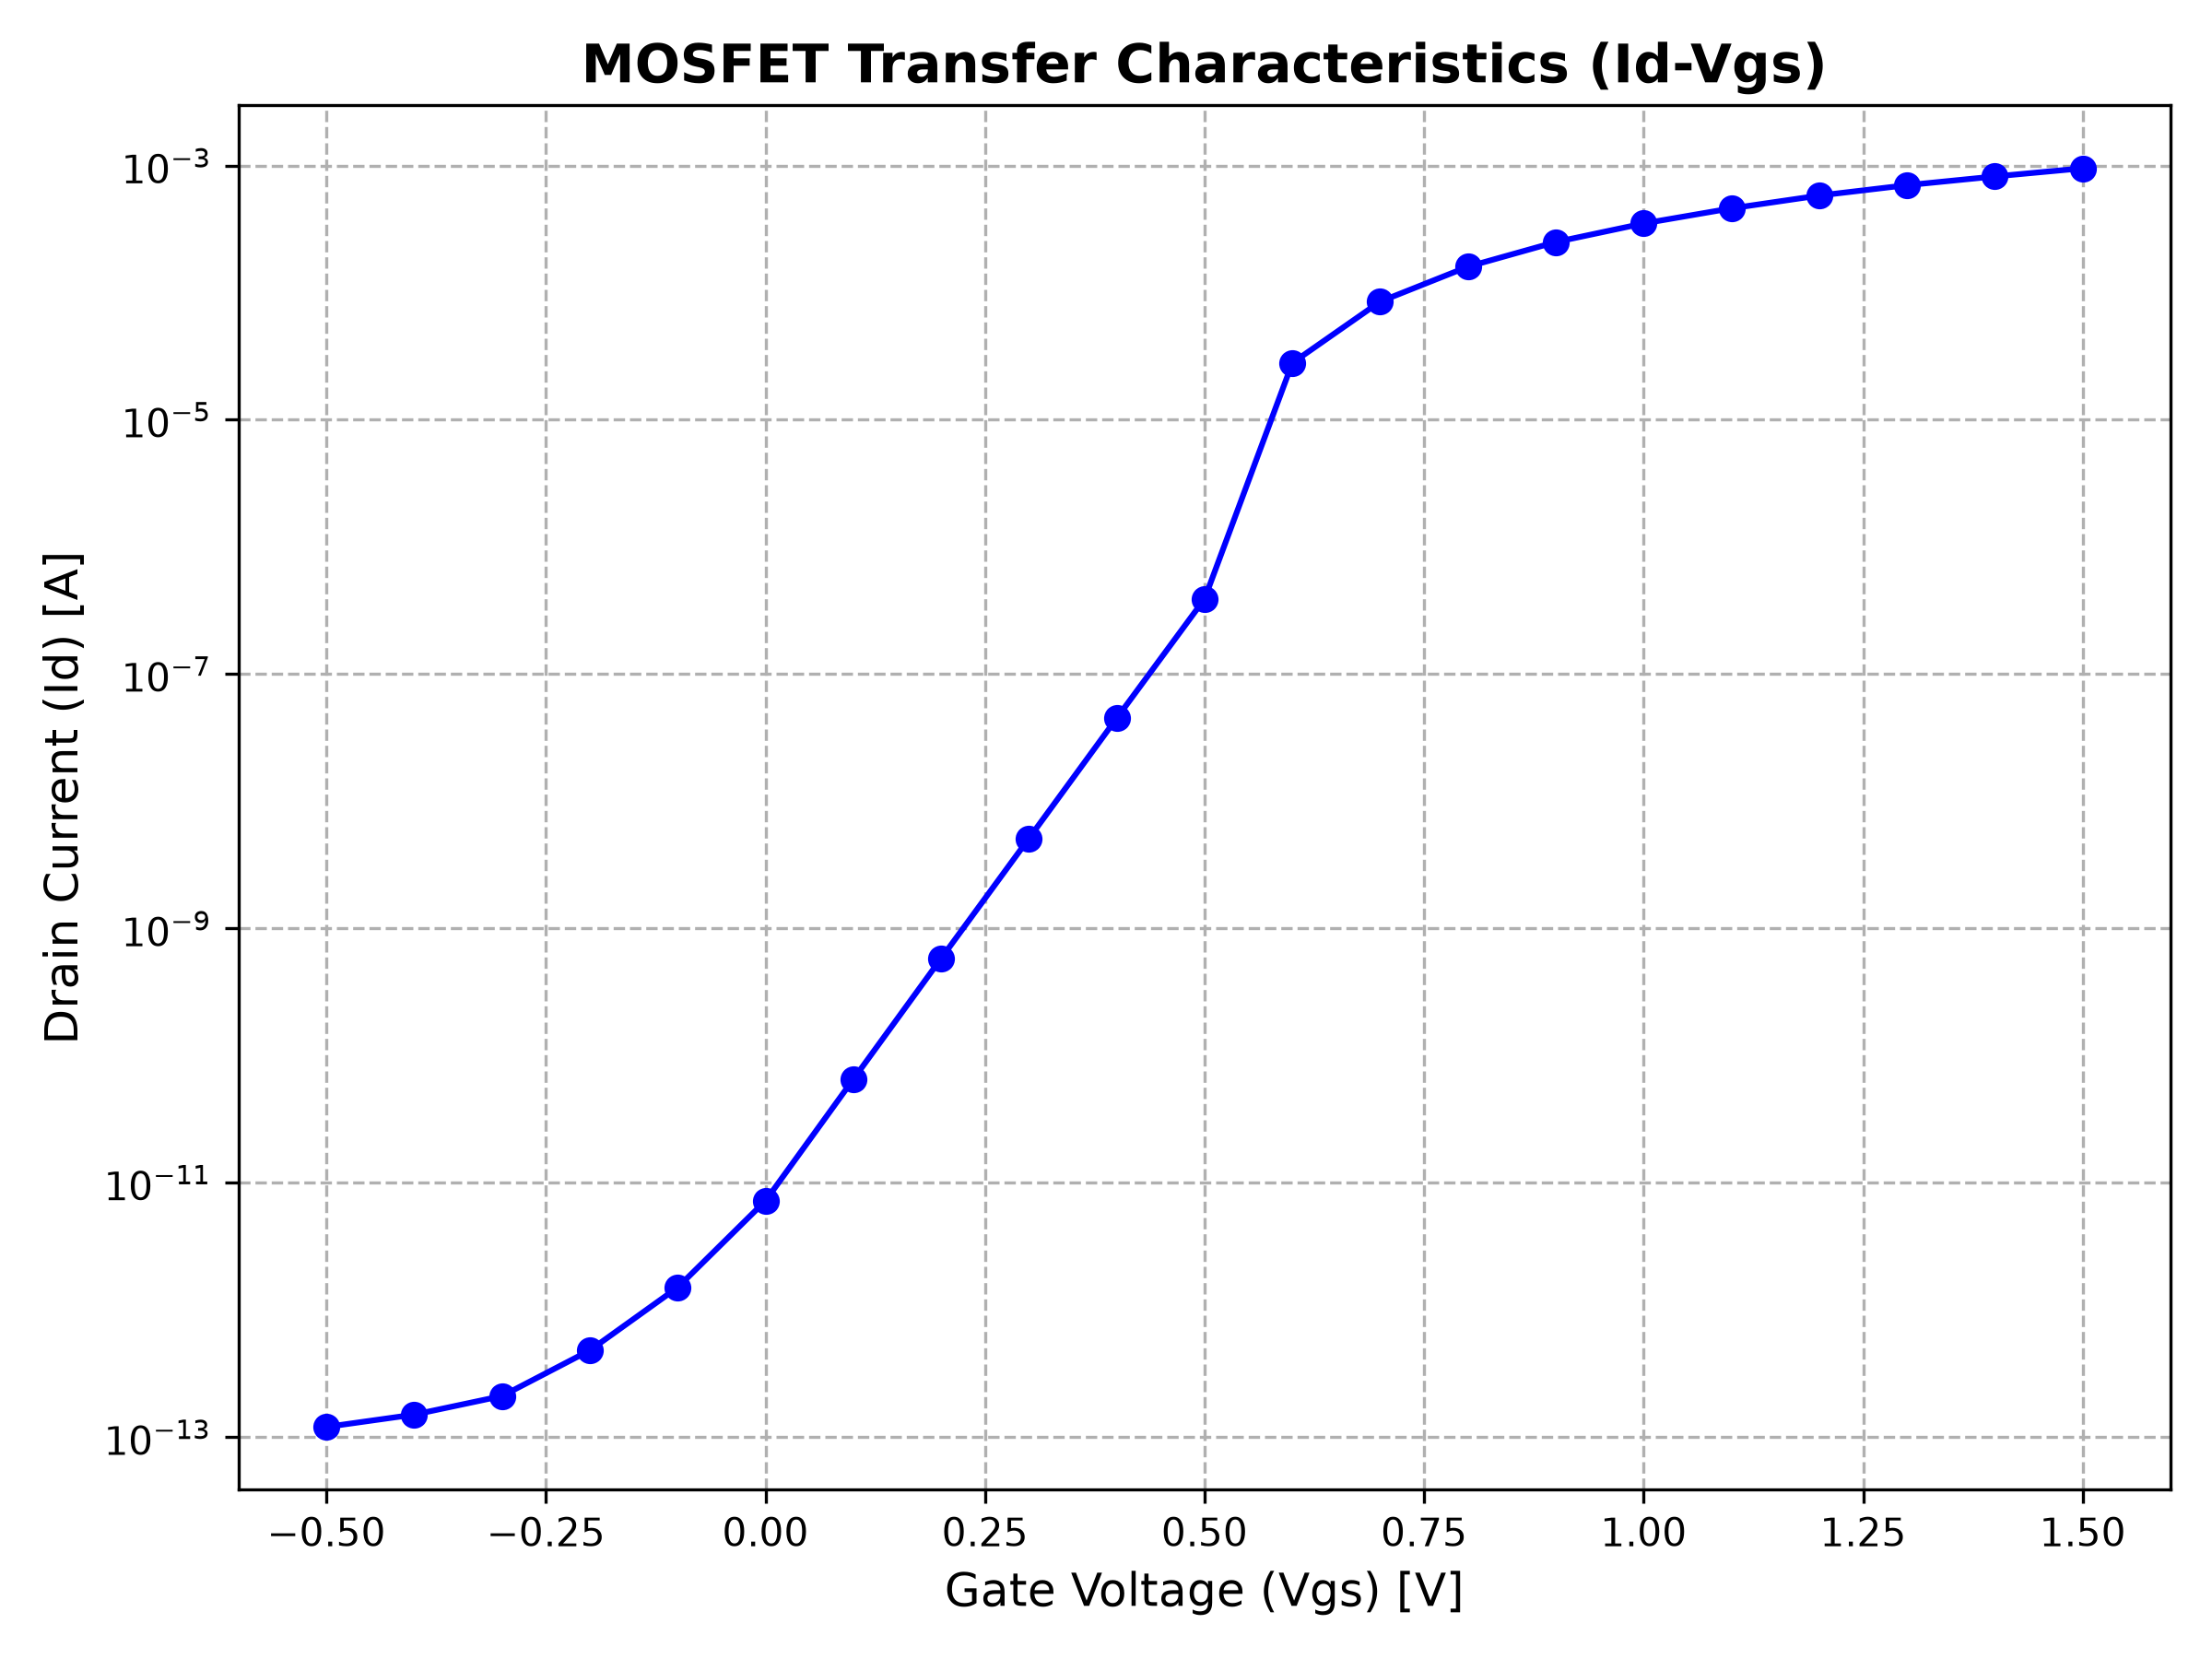 MOSFET Transfer Characteristics (Id-Vgs)
Drain Current (Id) [A]
10⁻³
10⁻⁵
10⁻⁷
10⁻⁹
10⁻¹¹
10⁻¹³
−0.50 −0.25 0.00 0.25 0.50 0.75 1.00 1.25 1.50
Gate Voltage (Vgs) [V]